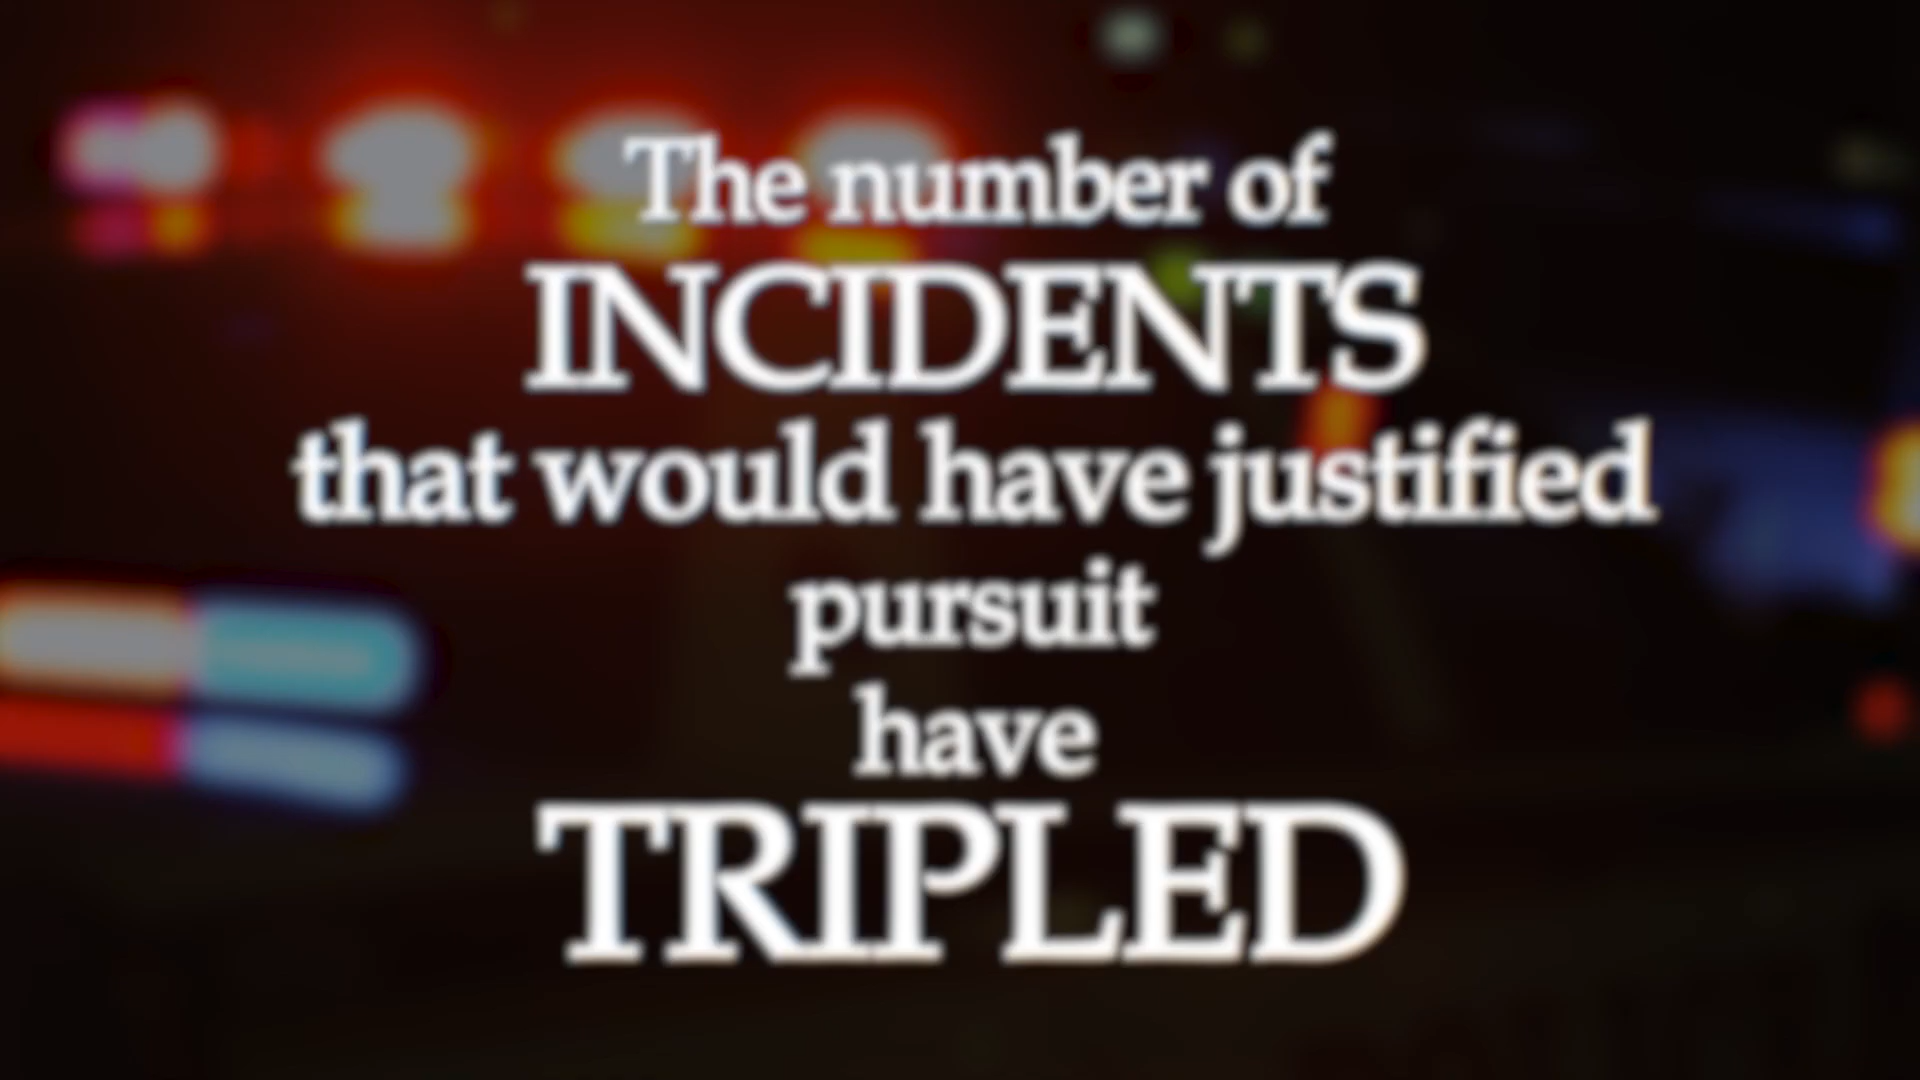 The number of
INCIDENTS
that would have justified
pursuit
have
TRIPLED